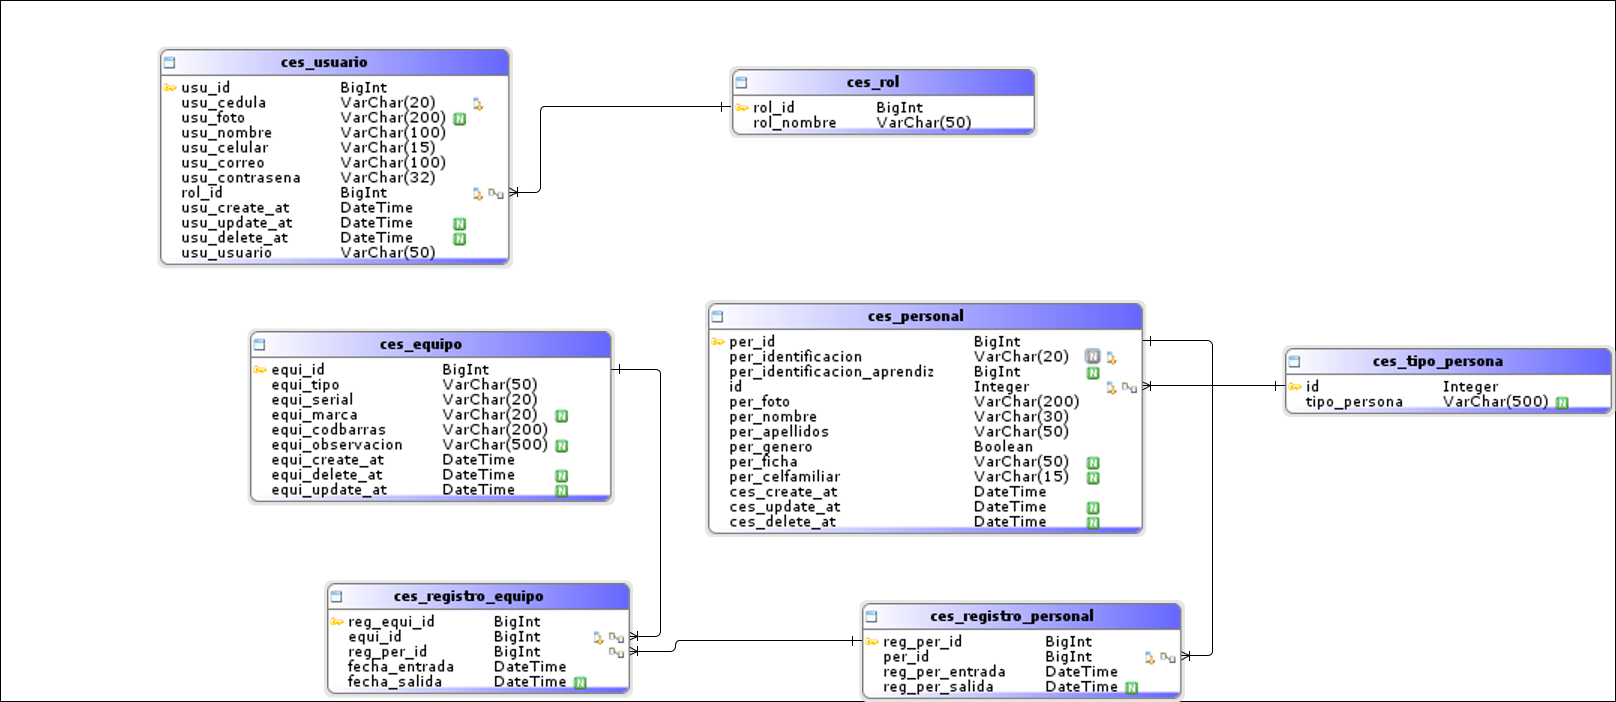 ces_usuario
usu_id BigInt
usu_cedula VarChar(20)
usu_foto VarChar(200) N
usu_nombre VarChar(100)
usu_celular VarChar(15)
usu_correo VarChar(100)
usu_contrasena VarChar(32)
rol_id BigInt
usu_create_at DateTime
usu_update_at DateTime N
usu_delete_at DateTime N
usu_usuario VarChar(50)
ces_rol
rol_id BigInt
rol_nombre VarChar(50)
ces_equipo
equi_id BigInt
equi_tipo VarChar(50)
equi_serial VarChar(20)
equi_marca VarChar(20) N
equi_codbarras VarChar(200)
equi_observacion VarChar(500) N
equi_create_at DateTime
equi_delete_at DateTime N
equi_update_at DateTime N
ces_personal
per_id BigInt
per_identificacion VarChar(20) N
per_identificacion_aprendiz BigInt N
id Integer
per_foto VarChar(200)
per_nombre VarChar(30)
per_apellidos VarChar(50)
per_genero Boolean
per_ficha VarChar(50) N
per_celfamiliar VarChar(15) N
ces_create_at DateTime
ces_update_at DateTime N
ces_delete_at DateTime N
ces_tipo_persona
id Integer
tipo_persona VarChar(500) N
ces_registro_equipo
reg_equi_id BigInt
equi_id BigInt
reg_per_id BigInt
fecha_entrada DateTime
fecha_salida DateTime N
ces_registro_personal
reg_per_id BigInt
per_id BigInt
reg_per_entrada DateTime
reg_per_salida DateTime N